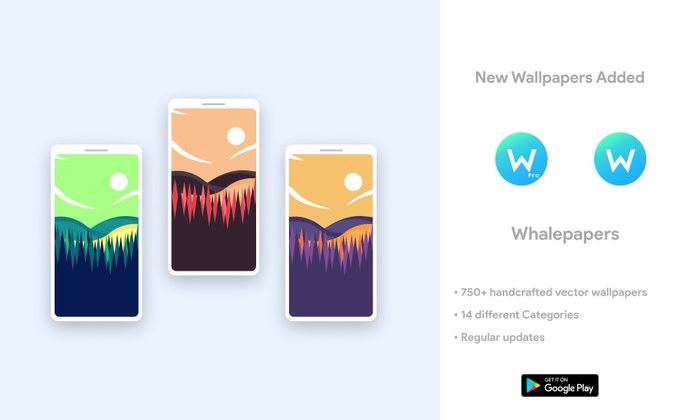 New Wallpapers Added
W
Pro
W
Whalepapers
• 750+ handcrafted vector wallpapers
• 14 different Categories
• Regular updates
GET IT ON
Google Play